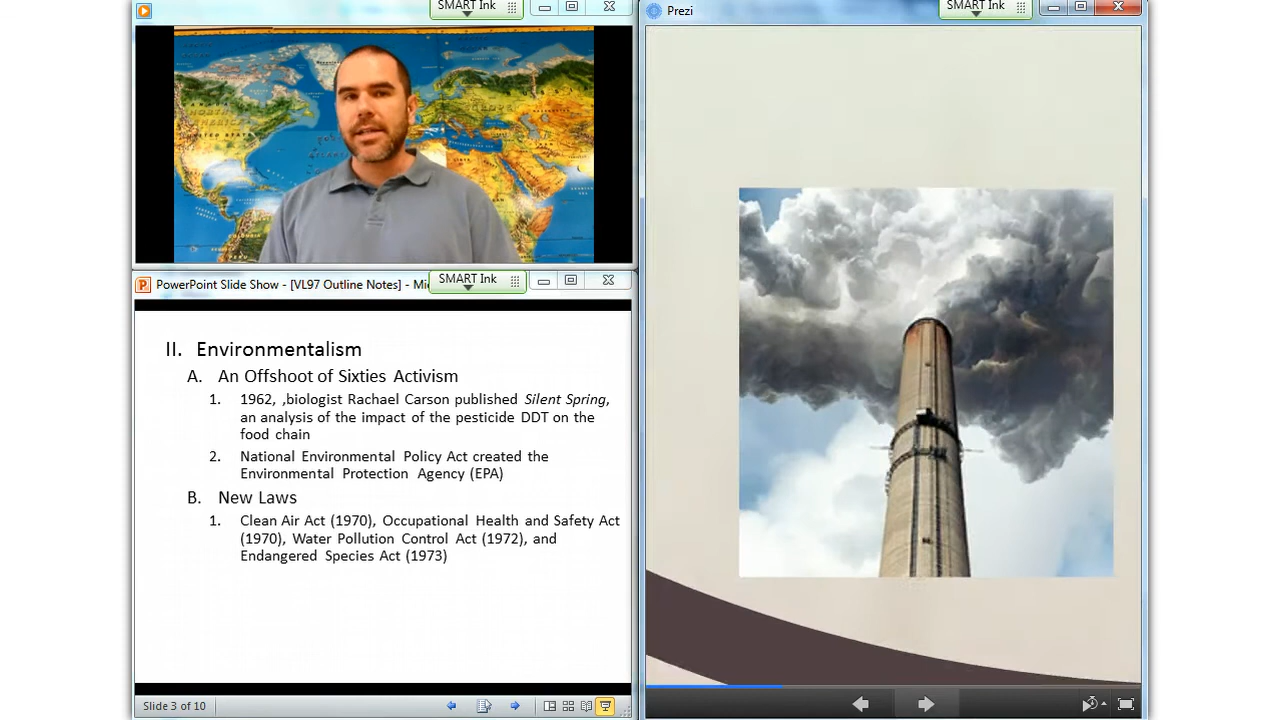 SMART Ink
Prezi
SMART Ink
PowerPoint Slide Show - [VL97 Outline Notes] - Mi
SMART Ink
II. Environmentalism
A. An Offshoot of Sixties Activism
1. 1962, ,biologist Rachael Carson published Silent Spring,
an analysis of the impact of the pesticide DDT on the
food chain
2. National Environmental Policy Act created the
Environmental Protection Agency (EPA)
B. New Laws
1. Clean Air Act (1970), Occupational Health and Safety Act
(1970), Water Pollution Control Act (1972), and
Endangered Species Act (1973)
Slide 3 of 10